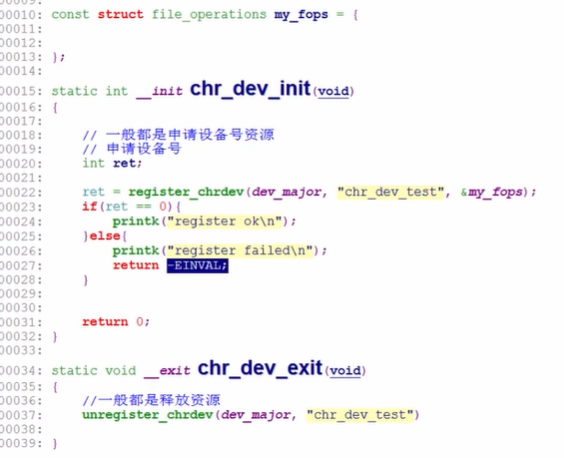 00010: const struct file_operations my_fops = {
00011:
00012:
00013: };
00014:
00015: static int __init chr_dev_init(void)
00016: {
00017:
00018: // 一般都是申请设备号资源
00019: // 申请设备号
00020: int ret;
00021:
00022: ret = register_chrdev(dev_major, "chr_dev_test", &my_fops);
00023: if(ret == 0){
00024: printk("register ok\n");
00025: }else{
00026: printk("register failed\n");
00027: return -EINVAL;
00028: }
00029:
00030:
00031: return 0;
00032: }
00033:
00034: static void __exit chr_dev_exit(void)
00035: {
00036: //一般都是释放资源
00037: unregister_chrdev(dev_major, "chr_dev_test")
00038:
00039: }